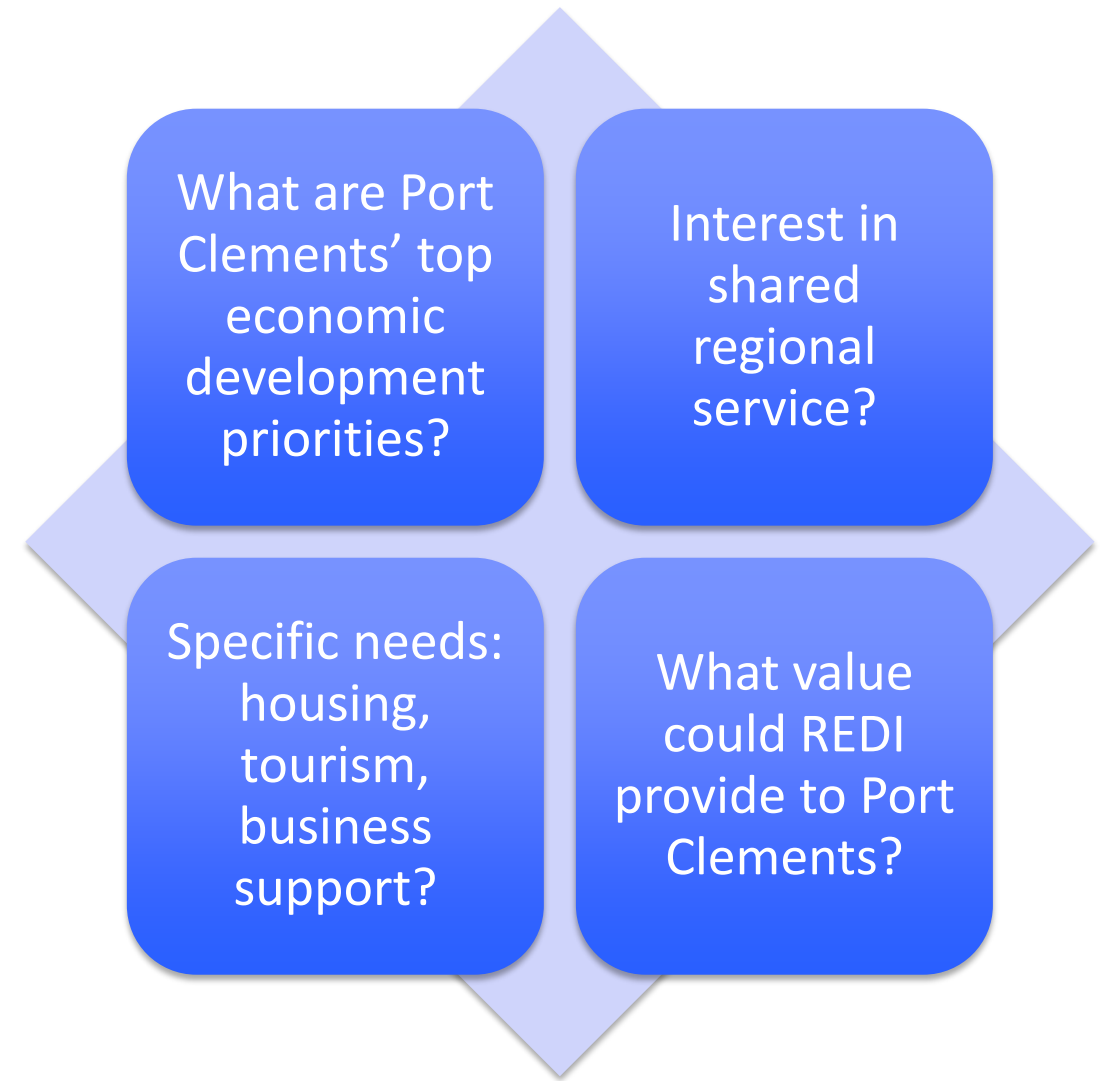 What are Port
Clements’ top
economic
development
priorities?
Interest in
shared
regional
service?
Specific needs:
housing,
tourism,
business
support?
What value
could REDI
provide to Port
Clements?